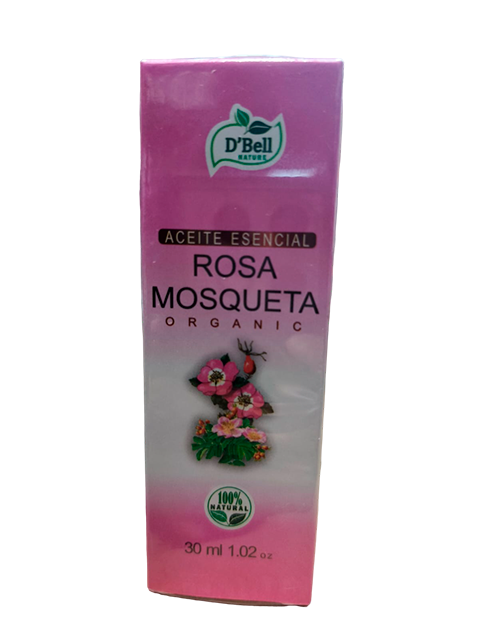 D'Bell
NATURE
ACEITE ESENCIAL
ROSA
MOSQUETA
ORGANIC
100%
NATURAL
30 ml 1.02 oz